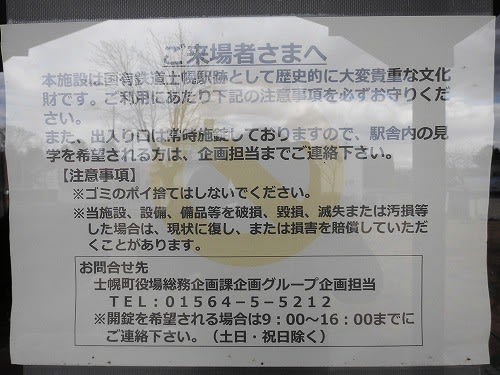 ご来場者さまへ
本施設は国有鉄道士幌駅跡として歴史的に大変貴重な文化
財です。ご利用にあたり下記の注意事項を必ずお守りくだ
さい。
また、出入り口は常時施錠しておりますので、駅舎内の見
学を希望される方は、企画担当までご連絡下さい。
【注意事項】
※ゴミのポイ捨てはしないでください。
※当施設、設備、備品等を破損、毀損、滅失または汚損等
した場合は、現状に復し、または損害を賠償していただ
くことがあります。
お問合せ先
士幌町役場総務企画課企画グループ企画担当
TEL:01564-5-5212
※開錠を希望される場合は9:00~16:00までに
ご連絡下さい。（土日・祝日除く）